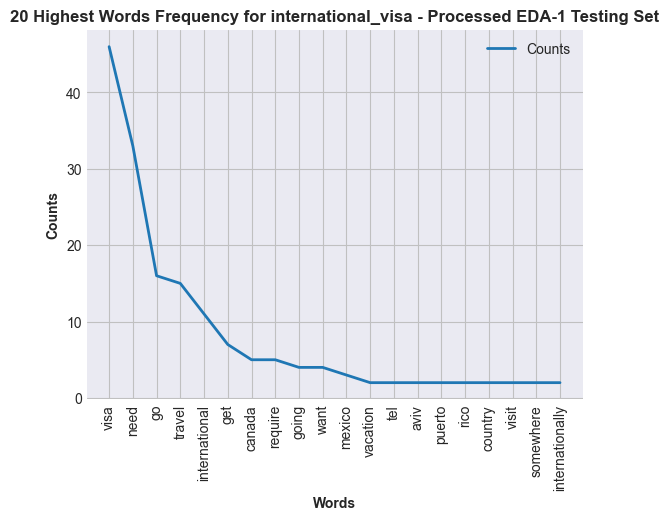 20 Highest Words Frequency for international_visa - Processed EDA-1 Testing Set
Counts
Counts
40
30
20
10
0
visa
need
go
travel
international
get
canada
require
going
want
mexico
vacation
tel
aviv
puerto
rico
country
visit
somewhere
internationally
Words